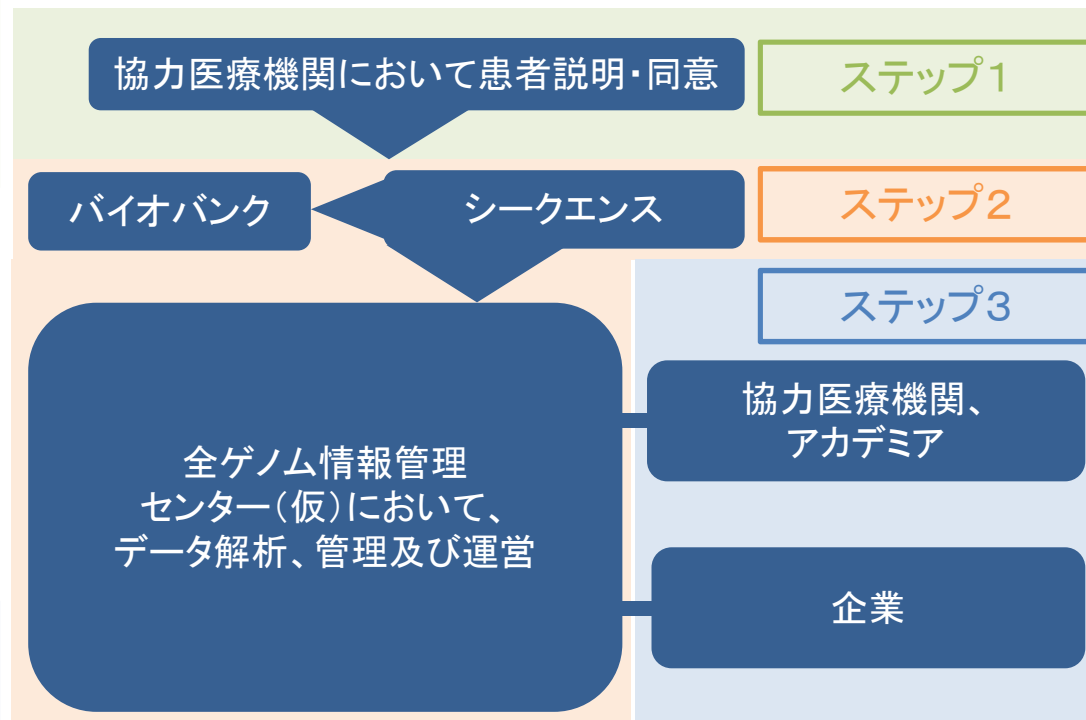 協力医療機関において患者説明・同意
ステップ1
バイオバンク
シークエンス
ステップ2
ステップ3
全ゲノム情報管理
センター(仮)において、
データ解析、管理及び運営
協力医療機関、
アカデミア
企業